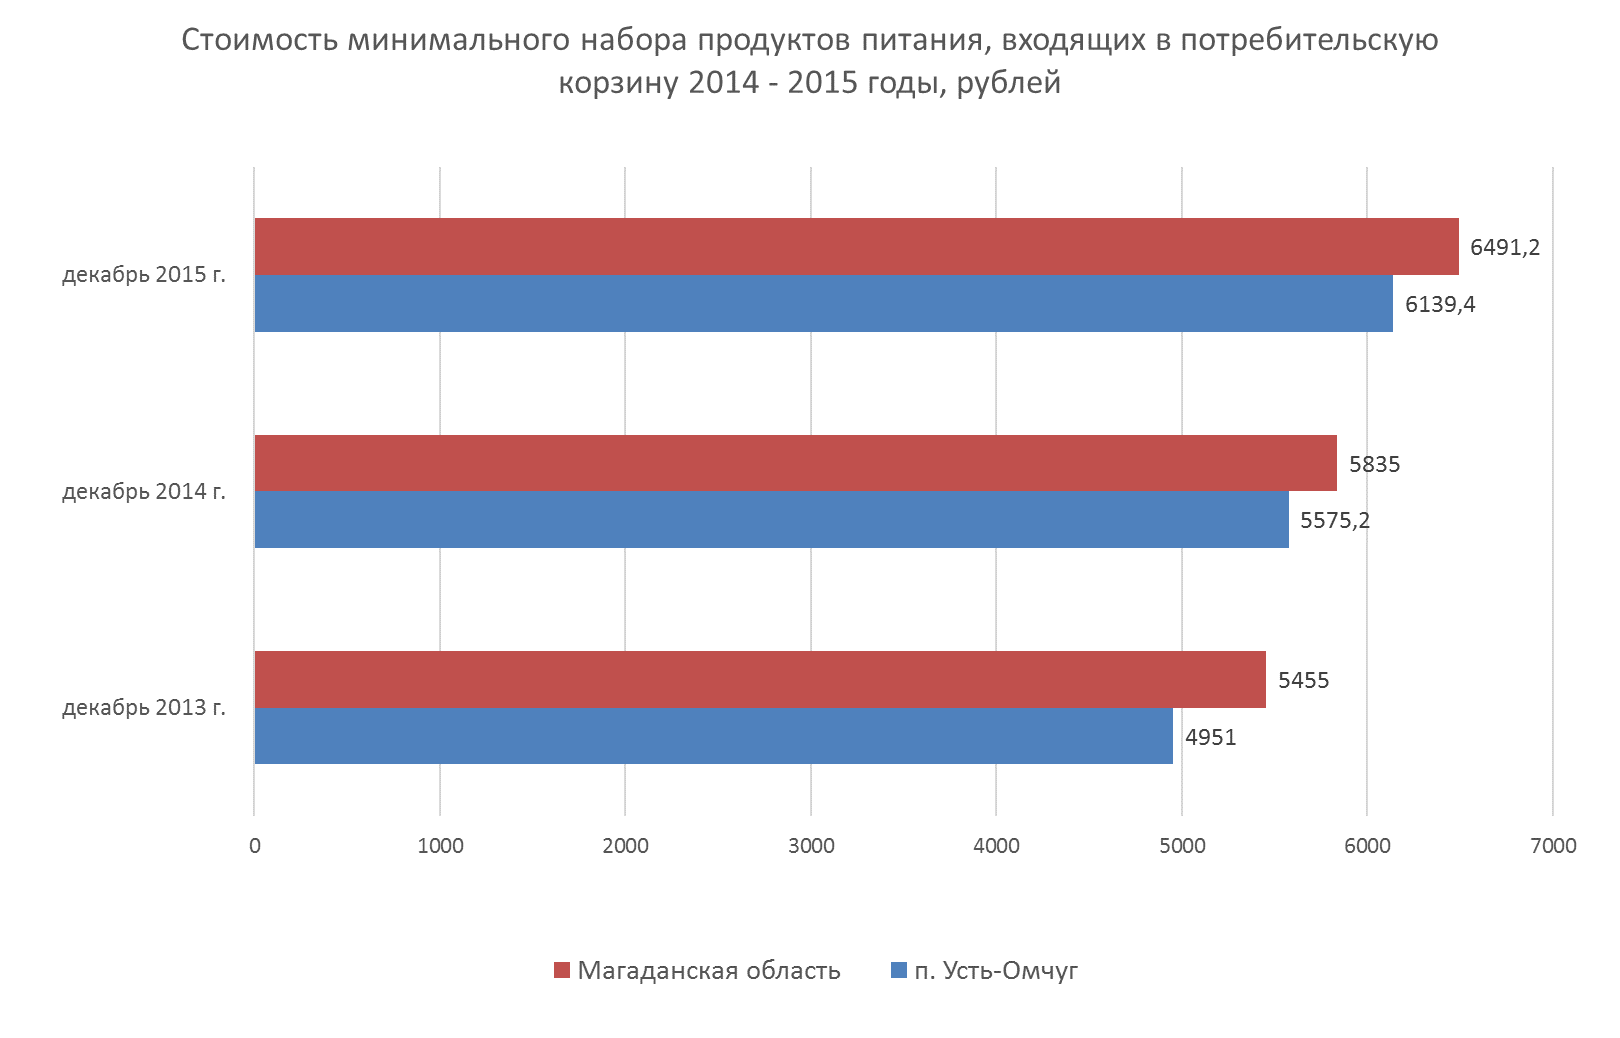 Стоимость минимального набора продуктов питания, входящих в потребительскую
корзину 2014 - 2015 годы, рублей
декабрь 2015 г.
6491,2
6139,4
декабрь 2014 г.
5835
5575,2
декабрь 2013 г.
5455
4951
0 1000 2000 3000 4000 5000 6000 7000
Магаданская область п. Усть-Омчуг